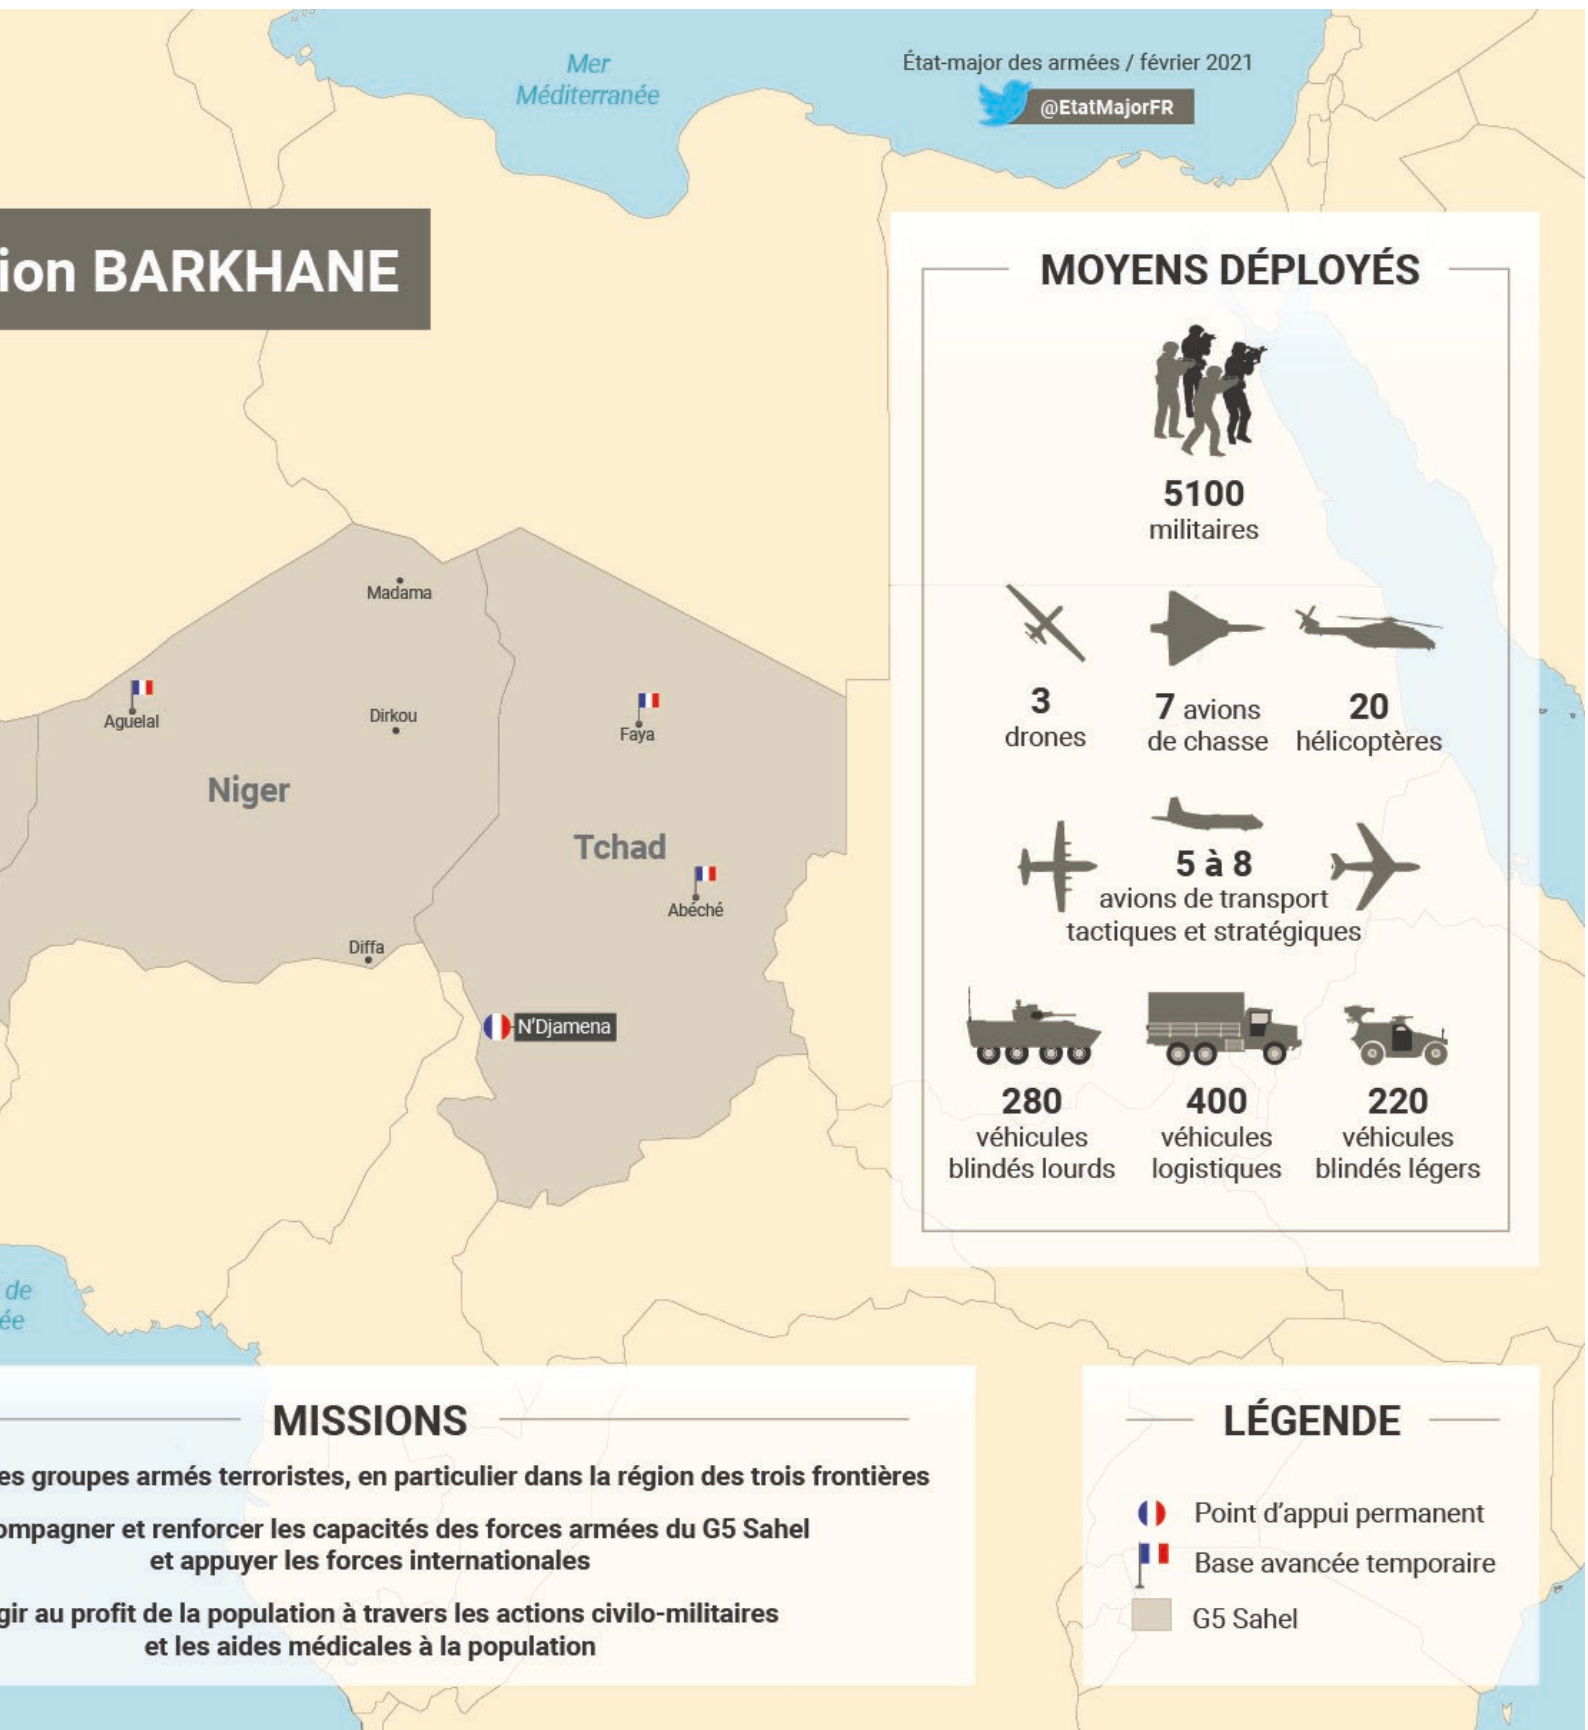 Mer
Méditerranée
État-major des armées / février 2021
@EtatMajorFR
ion BARKHANE
MOYENS DÉPLOYÉS
5100
militaires
3
drones
7 avions
de chasse
20
hélicoptères
5 à 8
avions de transport
tactiques et stratégiques
280
véhicules
blindés lourds
400
véhicules
logistiques
220
véhicules
blindés légers
Madama
Aguelal
Dirkou
Faya
Niger
Tchad
Abéché
Diffa
N'Djamena
de
ée
MISSIONS
es groupes armés terroristes, en particulier dans la région des trois frontières
ompagner et renforcer les capacités des forces armées du G5 Sahel
et appuyer les forces internationales
gir au profit de la population à travers les actions civilo-militaires
et les aides médicales à la population
LÉGENDE
Point d'appui permanent
Base avancée temporaire
G5 Sahel